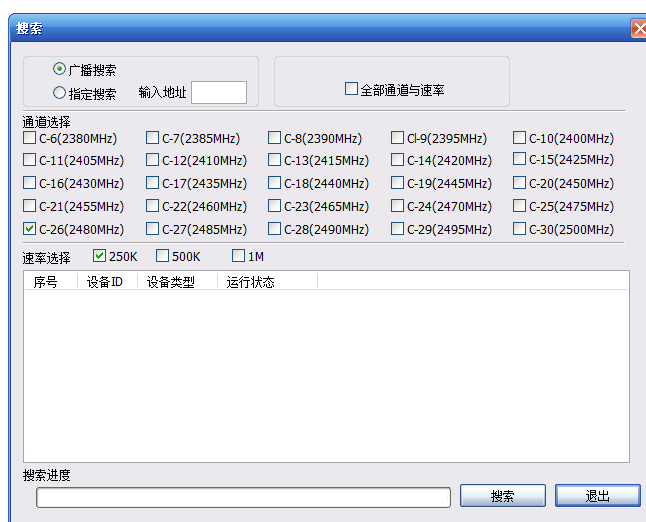 搜索
广播搜索
指定搜索 输入地址 全部通道与速率
通道选择
C-6(2380MHz) C-7(2385MHz) C-8(2390MHz) Cl-9(2395MHz) C-10(2400MHz)
C-11(2405MHz) C-12(2410MHz) C-13(2415MHz) C-14(2420MHz) C-15(2425MHz)
C-16(2430MHz) C-17(2435MHz) C-18(2440MHz) C-19(2445MHz) C-20(2450MHz)
C-21(2455MHz) C-22(2460MHz) C-23(2465MHz) C-24(2470MHz) C-25(2475MHz)
C-26(2480MHz) C-27(2485MHz) C-28(2490MHz) C-29(2495MHz) C-30(2500MHz)
速率选择 250K 500K 1M
序号 设备ID 设备类型 运行状态
搜索进度
搜索 退出